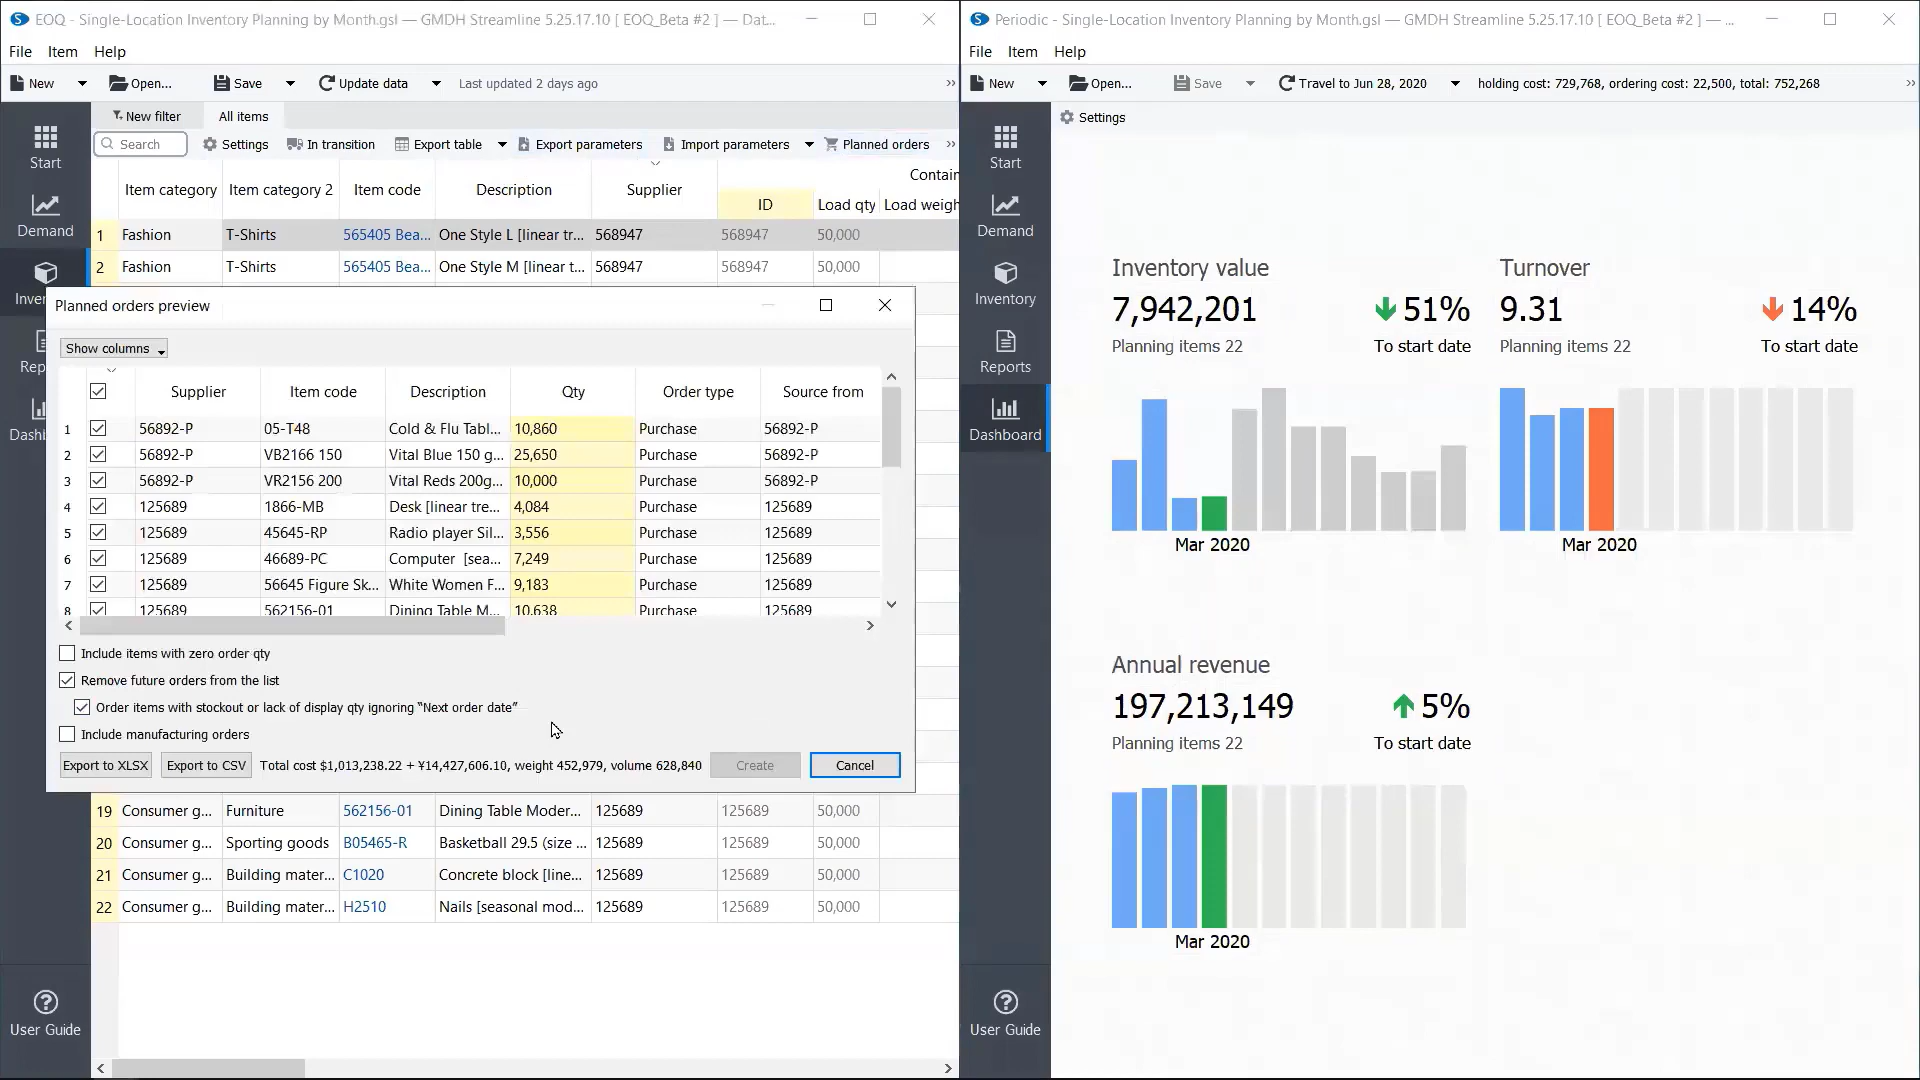 EOQ - Single-Location Inventory Planning by Month.gsl — GMDH Streamline 5.25.17.10 [ EOQ_Beta #2 ] — Dat...
File Item Help
New Open... Save Update data Last updated 2 days ago »
New filter All items
Search Settings In transition Export table Export parameters Import parameters Planned orders »
Start
Demand
Inven
Rep
Dashb
User Guide
Item category Item category 2 Item code Description Supplier Contain
ID Load qty Load weigh
1 Fashion T-Shirts 565405 Bea... One Style L [linear tr... 568947 568947 50,000
2 Fashion T-Shirts 565405 Bea... One Style M [linear t... 568947 568947 50,000
Planned orders preview
Show columns
Supplier Item code Description Qty Order type Source from
1 56892-P 05-T48 Cold & Flu Tabl... 10,860 Purchase 56892-P
2 56892-P VB2166 150 Vital Blue 150 g... 25,650 Purchase 56892-P
3 56892-P VR2156 200 Vital Reds 200g... 10,000 Purchase 56892-P
4 125689 1866-MB Desk [linear tre... 4,084 Purchase 125689
5 125689 45645-RP Radio player Sil... 3,556 Purchase 125689
6 125689 46689-PC Computer [sea... 7,249 Purchase 125689
7 125689 56645 Figure Sk... White Women F... 9,183 Purchase 125689
8 125689 562156-01 Dining Table M... 10,638 Purchase 125689
Include items with zero order qty
Remove future orders from the list
Order items with stockout or lack of display qty ignoring “Next order date”
Include manufacturing orders
Export to XLSX Export to CSV Total cost $1,013,238.22 + ¥14,427,606.10, weight 452,979, volume 628,840 Create Cancel
19 Consumer g... Furniture 562156-01 Dining Table Moder... 125689 125689 50,000
20 Consumer g... Sporting goods B05465-R Basketball 29.5 (size ... 125689 125689 50,000
21 Consumer g... Building mater... C1020 Concrete block [line... 125689 125689 50,000
22 Consumer g... Building mater... H2510 Nails [seasonal mod... 125689 125689 50,000
Periodic - Single-Location Inventory Planning by Month.gsl — GMDH Streamline 5.25.17.10 [ EOQ_Beta #2 ] — ...
File Item Help
New Open... Save Travel to Jun 28, 2020 holding cost: 729,768, ordering cost: 22,500, total: 752,268 »
Settings
Start
Demand
Inventory
Reports
Dashboard
User Guide
Inventory value
7,942,201 51%
Planning items 22 To start date
Mar 2020
Turnover
9.31 14%
Planning items 22 To start date
Mar 2020
Annual revenue
197,213,149 5%
Planning items 22 To start date
Mar 2020